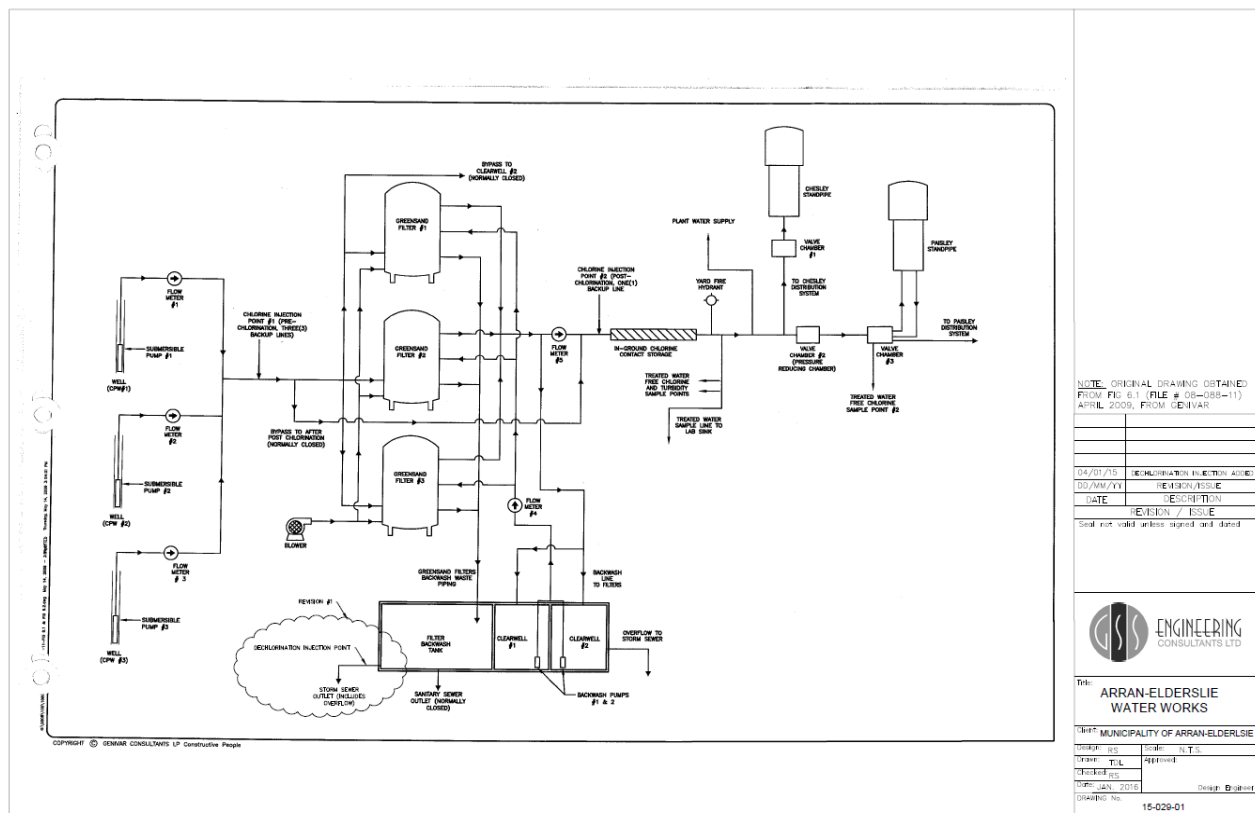 BYPASS TO
CLEARWELL #2
(NORMALLY CLOSED)
GREENSAND
FILTER #1
CHESLEY
STANDPIPE
PLANT WATER SUPPLY
VALVE
CHAMBER
#1
PAISLEY
STANDPIPE
FLOW
METER
#1
CHLORINE INJECTION
POINT #1 (PRE-
CHLORINATION, THREE(3)
BACKUP LINES)
CHLORINE INJECTION
POINT #2 (POST-
CHLORINATION, ONE(1)
BACKUP LINE)
YARD FIRE
HYDRANT
TO CHESLEY
DISTRIBUTION
SYSTEM
TO PAISLEY
DISTRIBUTION
SYSTEM
SUBMERSIBLE
PUMP #1
WELL
(CPW#1)
GREENSAND
FILTER #2
FLOW
METER
#5
IN-GROUND CHLORINE
CONTACT STORAGE
VALVE
CHAMBER #2
(PRESSURE
REDUCING CHAMBER)
VALVE
CHAMBER
#3
TREATED WATER
FREE CHLORINE
AND TURBIDITY
SAMPLE POINTS
TREATED WATER
FREE CHLORINE
SAMPLE POINT #2
TREATED WATER
SAMPLE LINE TO
LAB SINK
FLOW
METER
#2
BYPASS TO AFTER
POST CHLORINATION
(NORMALLY CLOSED)
SUBMERSIBLE
PUMP #2
WELL
(CPW #2)
GREENSAND
FILTER #3
FLOW
METER
#4
BLOWER
FLOW
METER
# 3
GREENSAND FILTERS
BACKWASH WASTE
PIPING
BACKWASH
LINE
TO FILTERS
SUBMERSIBLE
PUMP #3
WELL
(CPW #3)
REVISION #1
DECHLORINATION INJECTION POINT
FILTER
BACKWASH
TANK
CLEARWELL
#1
CLEARWELL
#2
OVERFLOW TO
STORM SEWER
STORM SEWER
OUTLET (INCLUDES
OVERFLOW)
SANITARY SEWER
OUTLET (NORMALLY
CLOSED)
BACKWASH PUMPS
#1 & 2
COPYRIGHT © GENIVAR CONSULTANTS LP Constructive People
NOTE: ORIGINAL DRAWING OBTAINED
FROM FIG 6.1 (FILE # 08-088-11)
APRIL 2009, FROM GENIVAR
04/01/15 DECHLORINATION INJECTION ADDED
DD/MM/YY REVISION/ISSUE
DATE DESCRIPTION
REVISION / ISSUE
Seal not valid unless signed and dated
GSS ENGINEERING
CONSULTANTS LTD
Title:
ARRAN-ELDERSLIE
WATER WORKS
Client: MUNICIPALITY OF ARRAN-ELDERLSIE
Design: RS Scale: N.T.S.
Drawn: TDL Approved:
Checked: RS
Date: JAN. 2016 Design Engineer
DRAWING No.
15-029-01